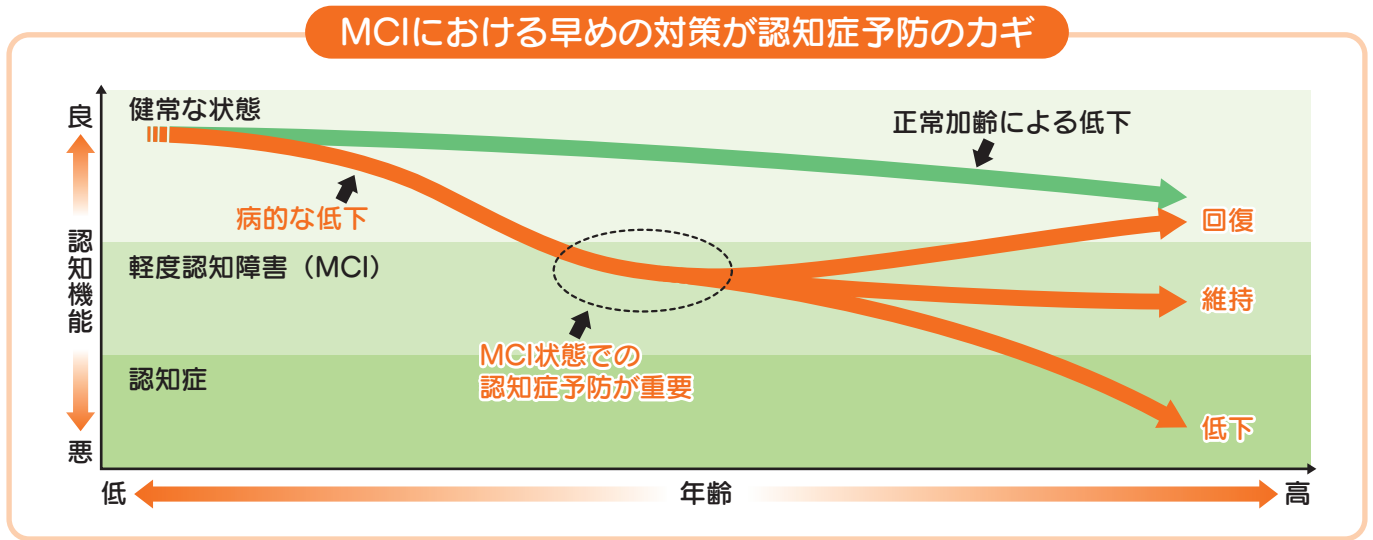 MCIにおける早めの対策が認知症予防のカギ
良
認知機能
悪
健常な状態
正常加齢による低下
病的な低下
回復
軽度認知障害（MCI）
維持
MCI状態での
認知症予防が重要
認知症
低下
低
年齢
高